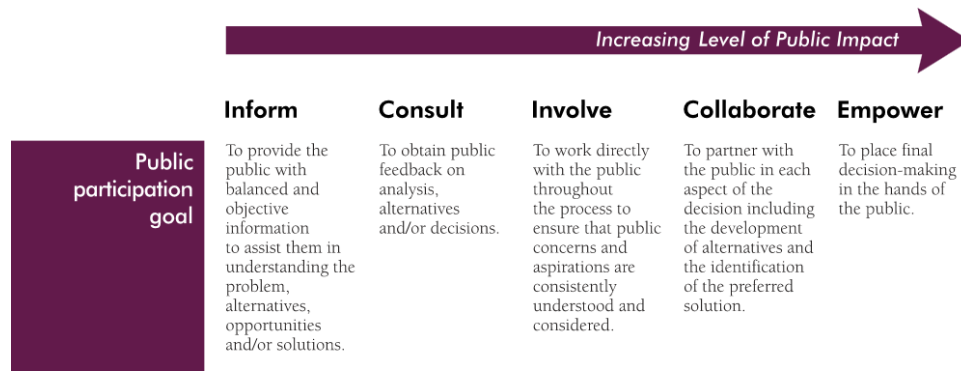 Increasing Level of Public Impact
Inform
Consult
Involve
Collaborate
Empower
Public
participation
goal
To provide the
public with
balanced and
objective
information
to assist them in
understanding the
problem,
alternatives,
opportunities
and/or solutions.
To obtain public
feedback on
analysis,
alternatives
and/or decisions.
To work directly
with the public
throughout
the process to
ensure that public
concerns and
aspirations are
consistently
understood and
considered.
To partner with
the public in each
aspect of the
decision including
the development
of alternatives and
the identification
of the preferred
solution.
To place final
decision-making
in the hands of
the public.